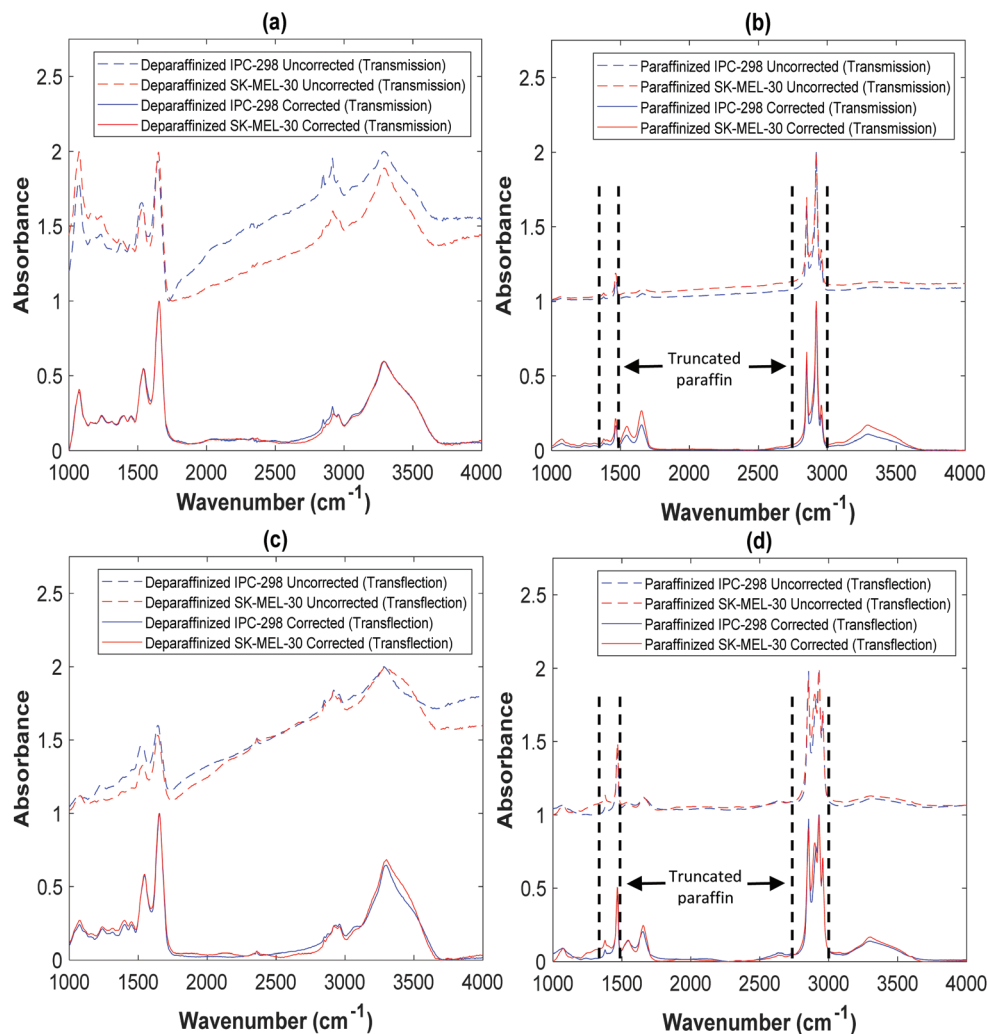 (a)
2.5
2
1.5
1
0.5
0
Absorbance
Deparaffinized IPC-298 Uncorrected (Transmission)
Deparaffinized SK-MEL-30 Uncorrected (Transmission)
Deparaffinized IPC-298 Corrected (Transmission)
Deparaffinized SK-MEL-30 Corrected (Transmission)
1000 1500 2000 2500 3000 3500 4000
Wavenumber (cm-1)
(b)
2.5
2
1.5
1
0.5
0
Absorbance
Paraffinized IPC-298 Uncorrected (Transmission)
Paraffinized SK-MEL-30 Uncorrected (Transmission)
Paraffinized IPC-298 Corrected (Transmission)
Paraffinized SK-MEL-30 Corrected (Transmission)
Truncated
paraffin
1000 1500 2000 2500 3000 3500 4000
Wavenumber (cm-1)
(c)
2.5
2
1.5
1
0.5
0
Absorbance
Deparaffinized IPC-298 Uncorrected (Transflection)
Deparaffinized SK-MEL-30 Uncorrected (Transflection)
Deparaffinized IPC-298 Corrected (Transflection)
Deparaffinized SK-MEL-30 Corrected (Transflection)
1000 1500 2000 2500 3000 3500 4000
Wavenumber (cm-1)
(d)
2.5
2
1.5
1
0.5
0
Absorbance
Paraffinized IPC-298 Uncorrected (Transflection)
Paraffinized SK-MEL-30 Uncorrected (Transflection)
Paraffinized IPC-298 Corrected (Transflection)
Paraffinized SK-MEL-30 Corrected (Transflection)
Truncated
paraffin
1000 1500 2000 2500 3000 3500 4000
Wavenumber (cm-1)